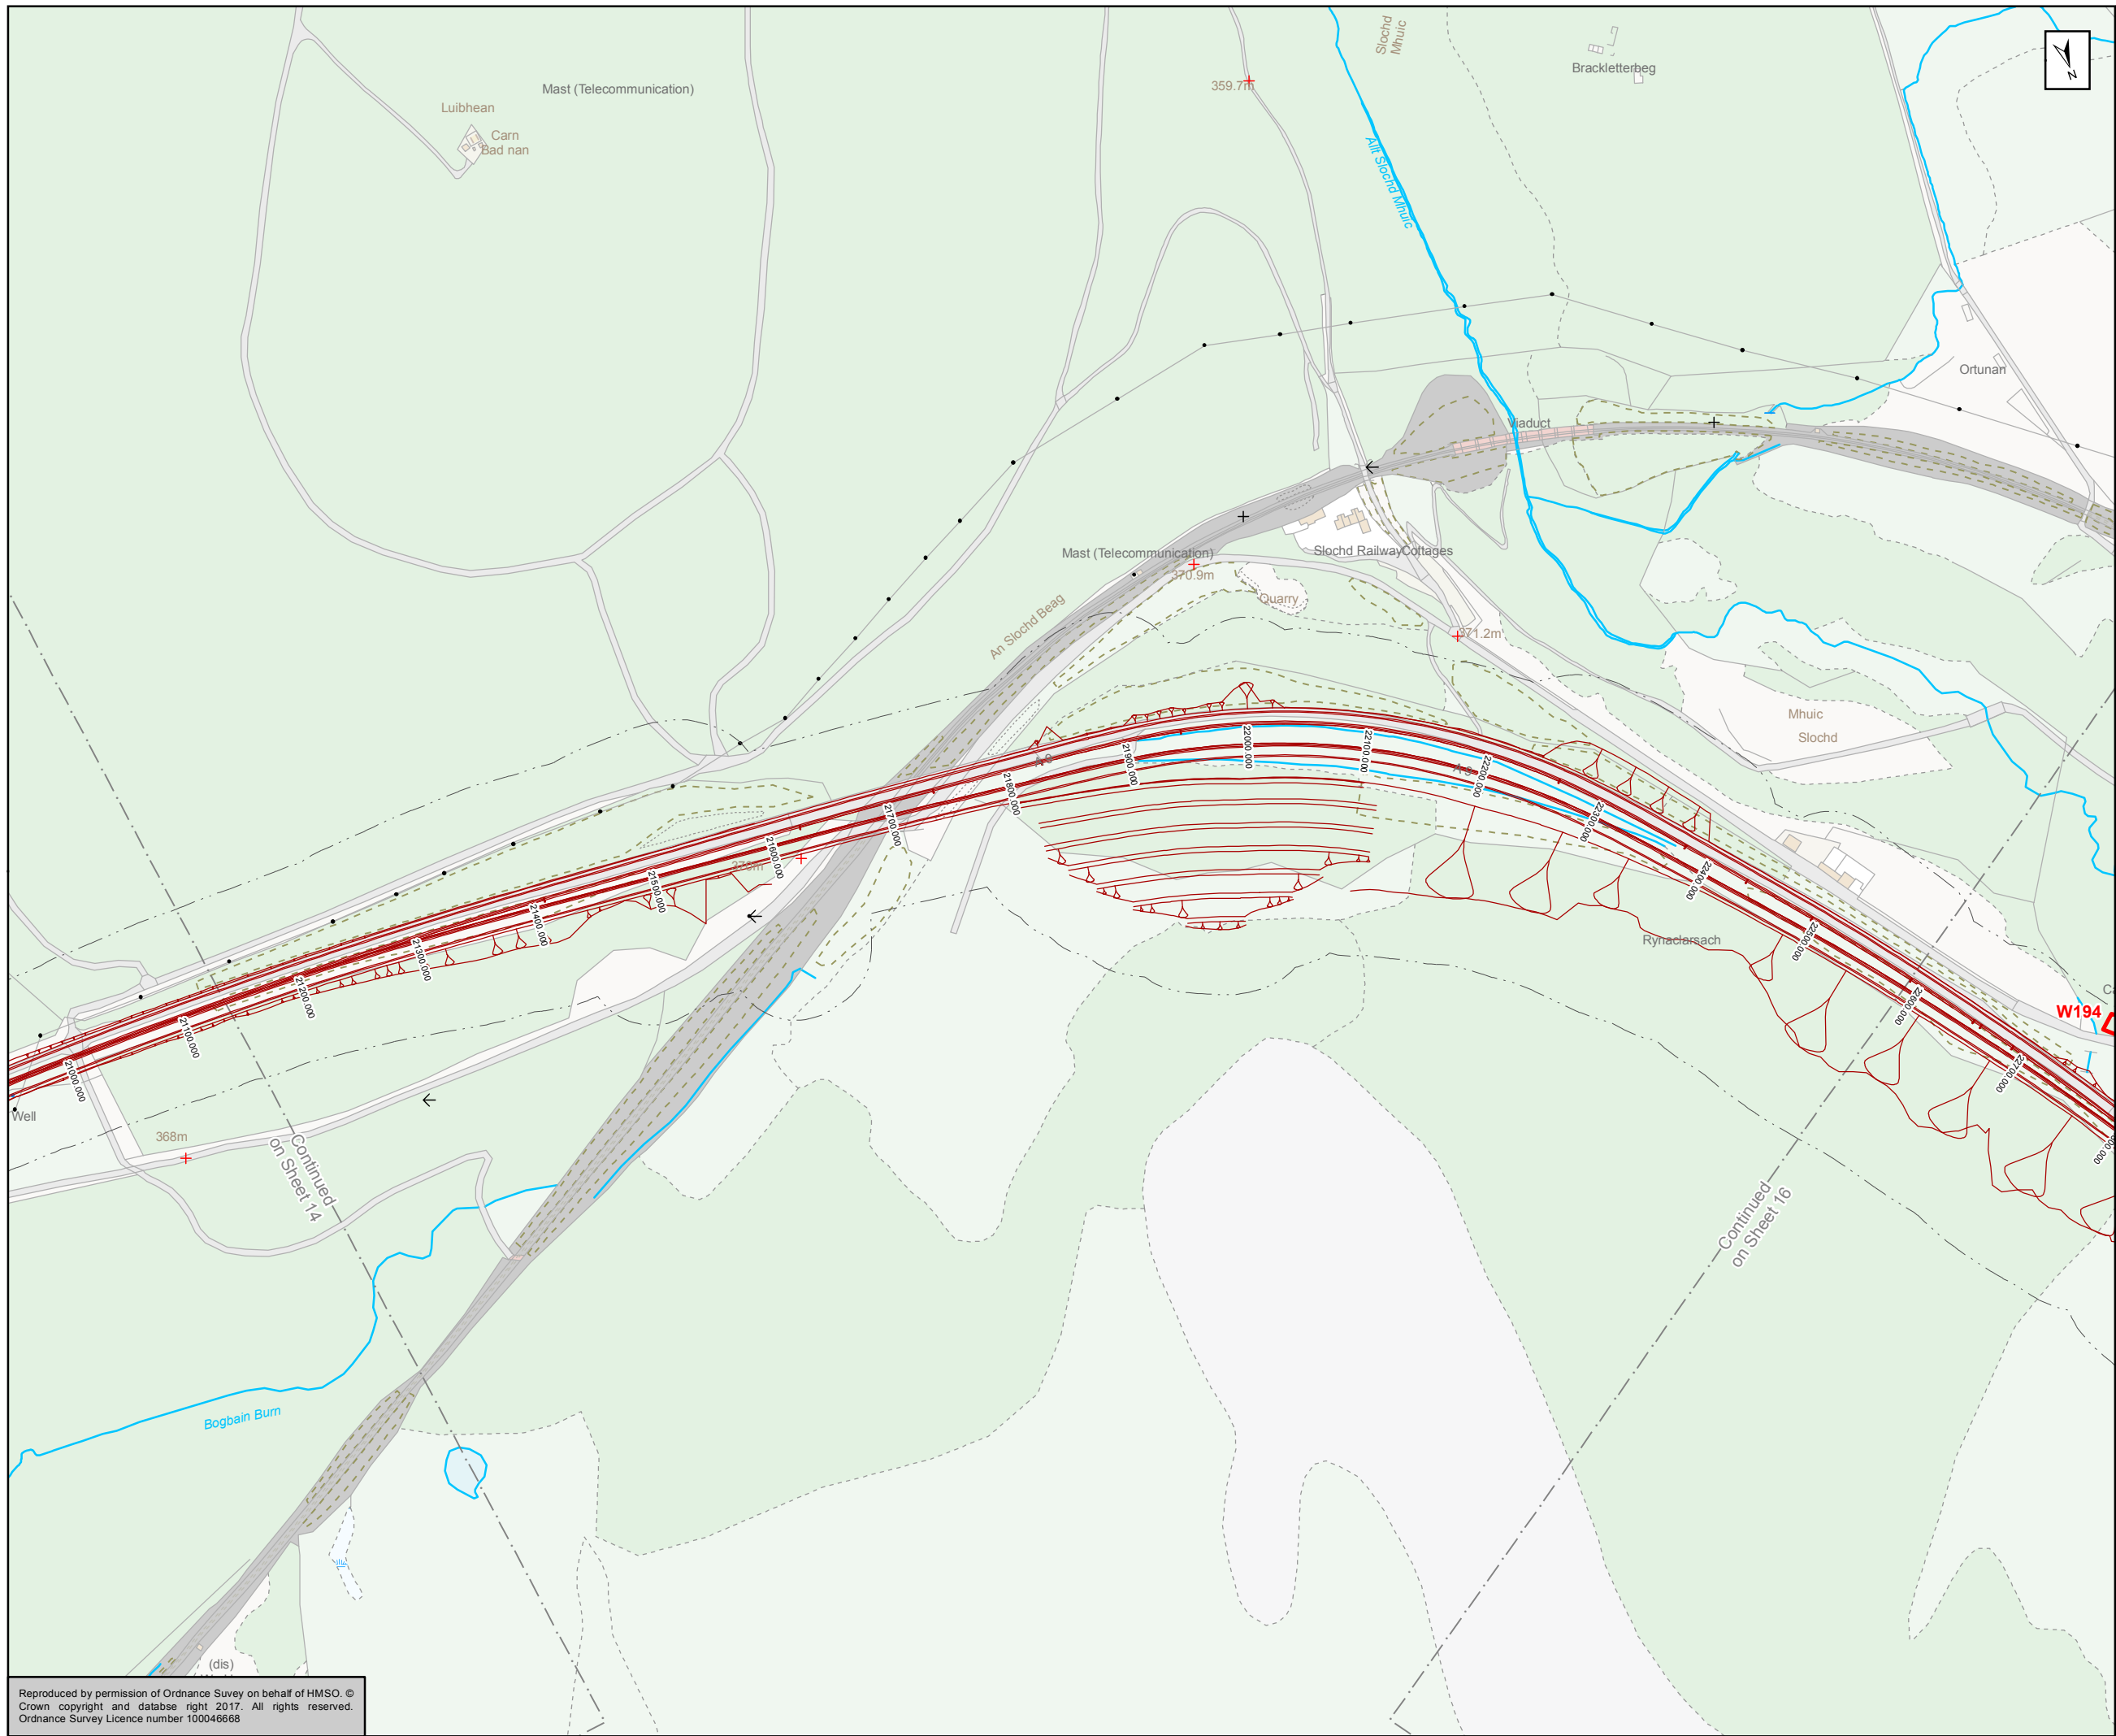 Slochd
Mhuic
Brackletterbeg
N
359.7m
Mast (Telecommunication)
Luibhean
Carn
Bad nan
Allt Slochd Mhuic
Ortunan
Viaduct
Mast (Telecommunication)
Slochd RailwayCottages
370.9m
Quarry
An Slochd Beag
371.2m
Mhuic
Slochd
A 9
A 9
370m
21000.000
21100.000
21200.000
21300.000
21400.000
21500.000
21600.000
21700.000
21800.000
21900.000
22000.000
22100.000
22200.000
22300.000
22400.000
22500.000
22600.000
22700.000
Rynaclarsach
W194
Well
368m
Continued
on Sheet 14
Continued
on Sheet 16
Bogbain Burn
(dis)
Reproduced by permission of Ordnance Suvey on behalf of HMSO. ©
Crown copyright and databse right 2017. All rights reserved.
Ordnance Survey Licence number 100046668